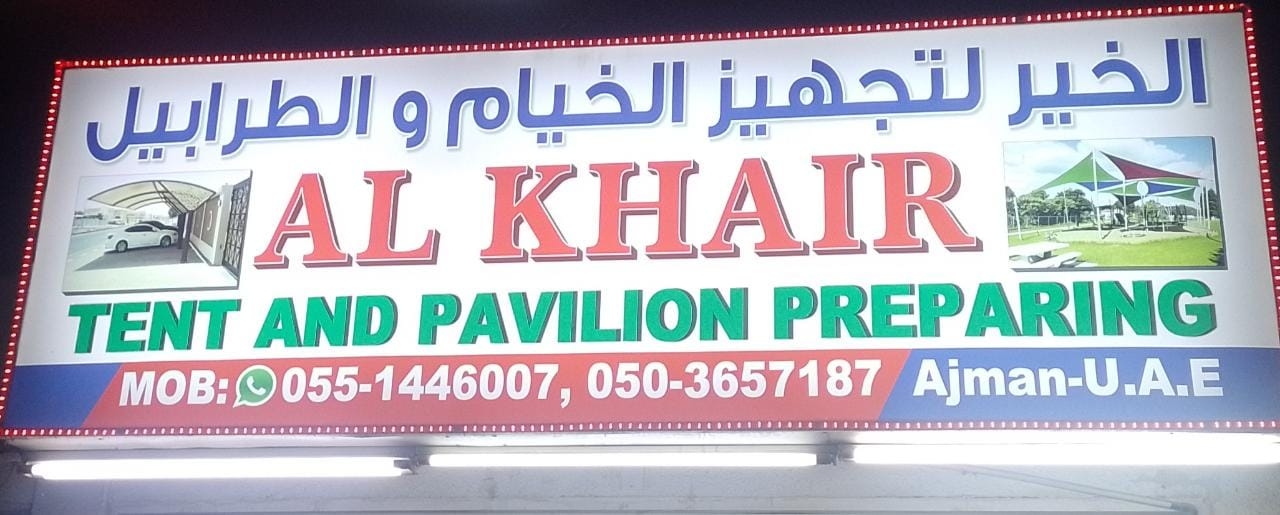 الخير لتجهيز الخيام و الطرابيل
AL KHAIR
TENT AND PAVILION PREPARING
MOB: 055-1446007, 050-3657187 Ajman-U.A.E